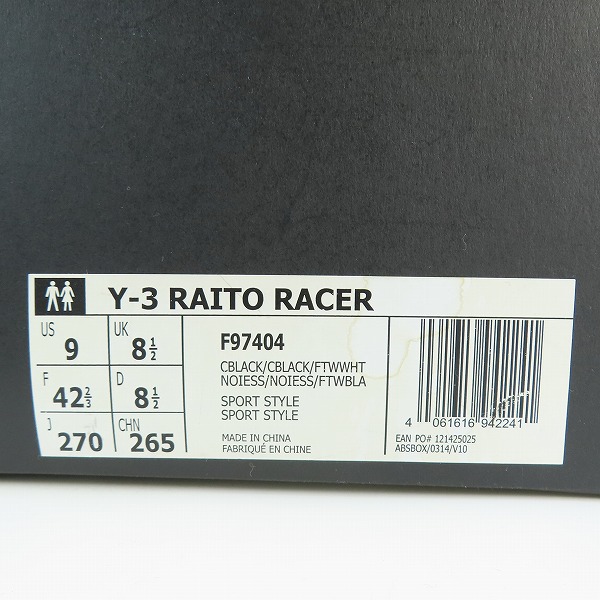 Y-3 RAITO RACER
US UK
9 8 1/2
F D
42 2/3 8 1/2
J CHN
270 265
F97404
CBLACK/CBLACK/FTWWHT
NOIESS/NOIESS/FTWBLA
SPORT STYLE
SPORT STYLE
MADE IN CHINA
FABRIQUÉ EN CHINE
4 061616 942241
EAN PO# 121425025
ABSBOX/0314/V10